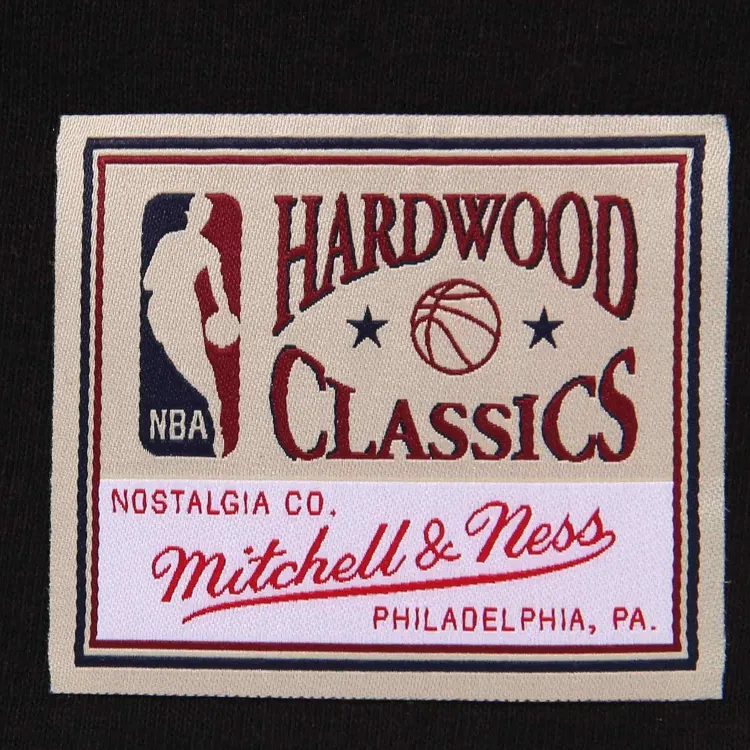 HARDWOOD
CLASSICS
NBA
NOSTALGIA CO.
Mitchell & Ness
PHILADELPHIA, PA.